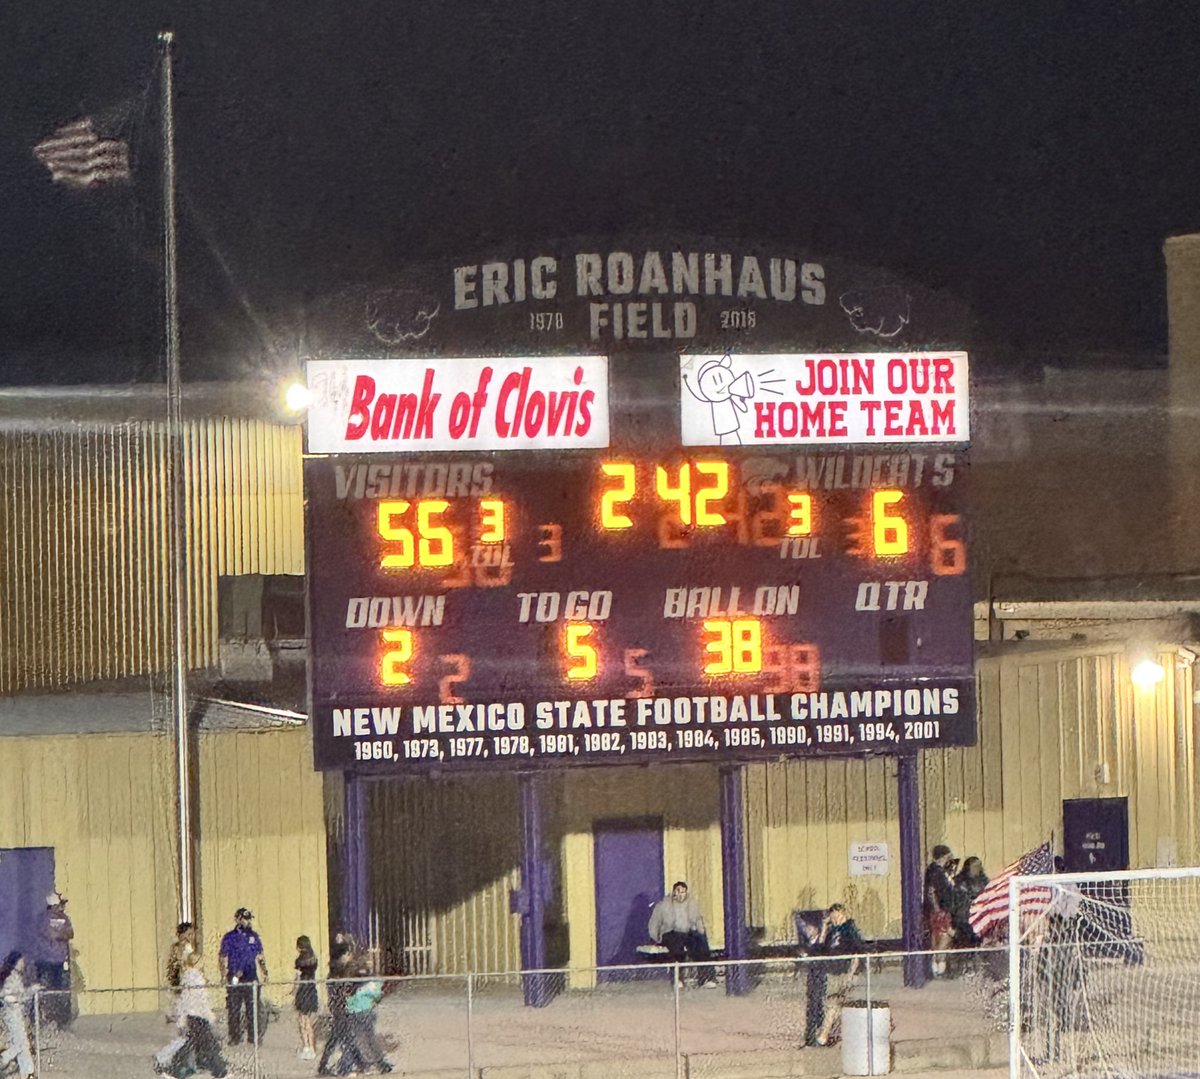 ERIC ROANHAUS
1978 FIELD 2018
Bank of Clovis
JOIN OUR
HOME TEAM
VISITORS 2 42 WILDCATS
56 3 3 6
TOL TOL
DOWN TO GO BALL ON QTR
2 5 38
NEW MEXICO STATE FOOTBALL CHAMPIONS
1960, 1973, 1977, 1978, 1981, 1982, 1983, 1984, 1985, 1990, 1991, 1994, 2001